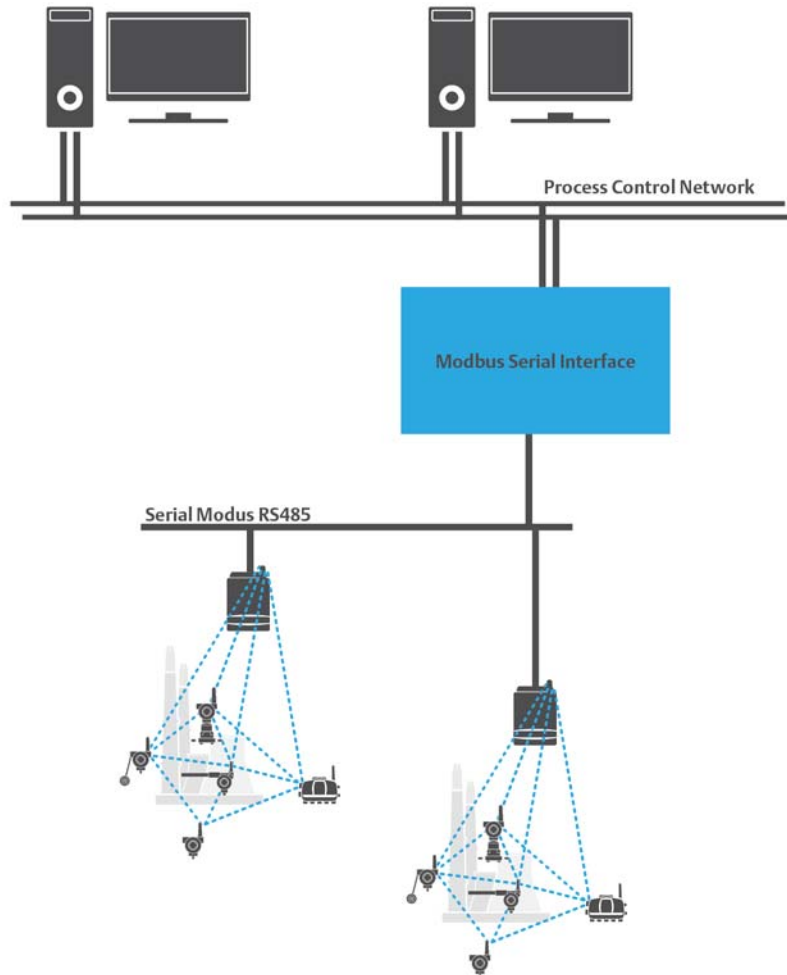 Process Control Network
Modbus Serial Interface
Serial Modus RS485